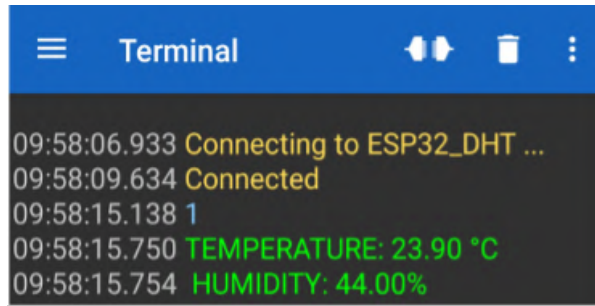 Terminal
09:58:06.933 Connecting to ESP32_DHT ...
09:58:09.634 Connected
09:58:15.138 1
09:58:15.750 TEMPERATURE: 23.90 °C
09:58:15.754 HUMIDITY: 44.00%